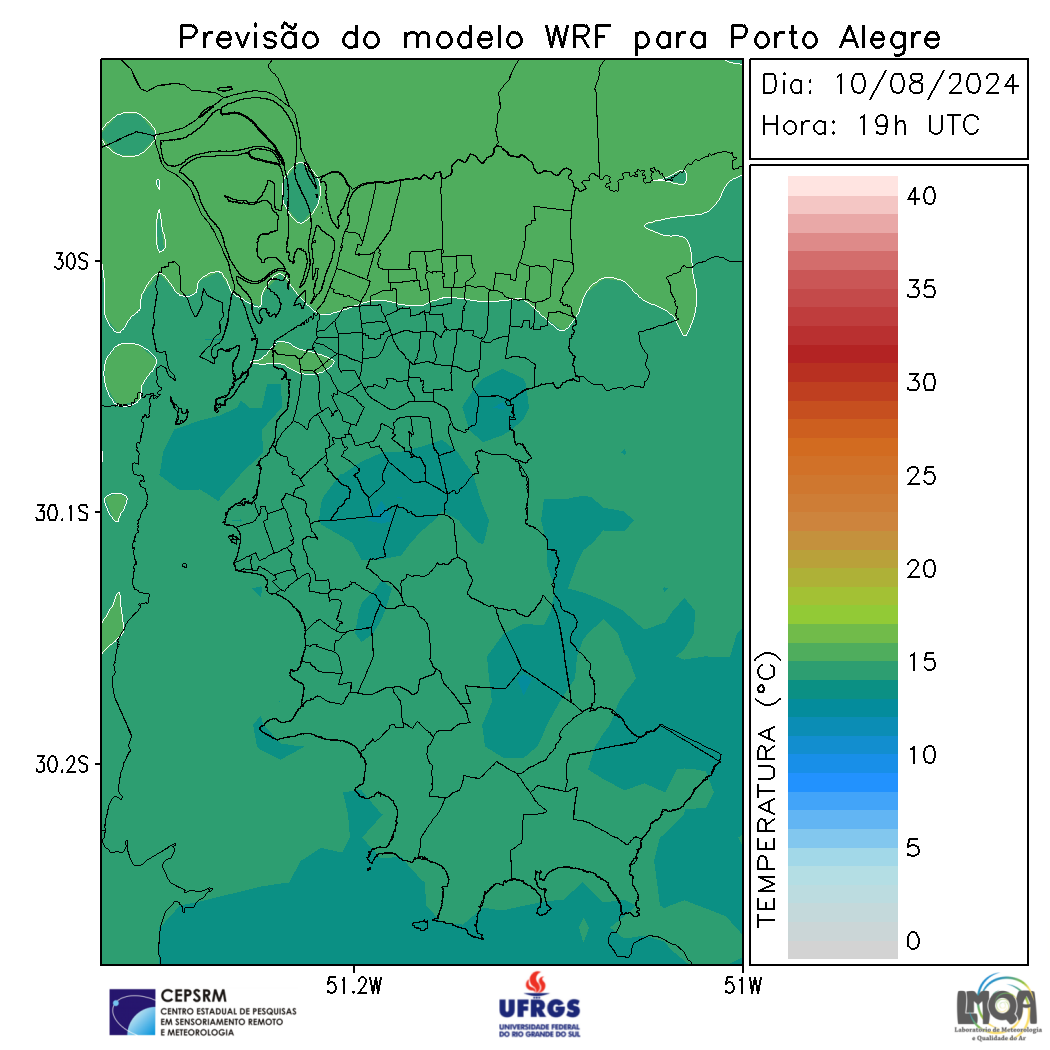 Previsão do modelo WRF para Porto Alegre
Dia: 10/08/2024
Hora: 19h UTC
40
35
30
25
20
15
10
5
0
TEMPERATURA (°C)
30S
30.1S
30.2S
51.2W
51W
CEPSRM
CENTRO ESTADUAL DE PESQUISAS
EM SENSORIAMENTO REMOTO
E METEOROLOGIA
UFRGS
UNIVERSIDADE FEDERAL
DO RIO GRANDE DO SUL
LMQA
Laboratório de Meteorologia
e Qualidade do Ar